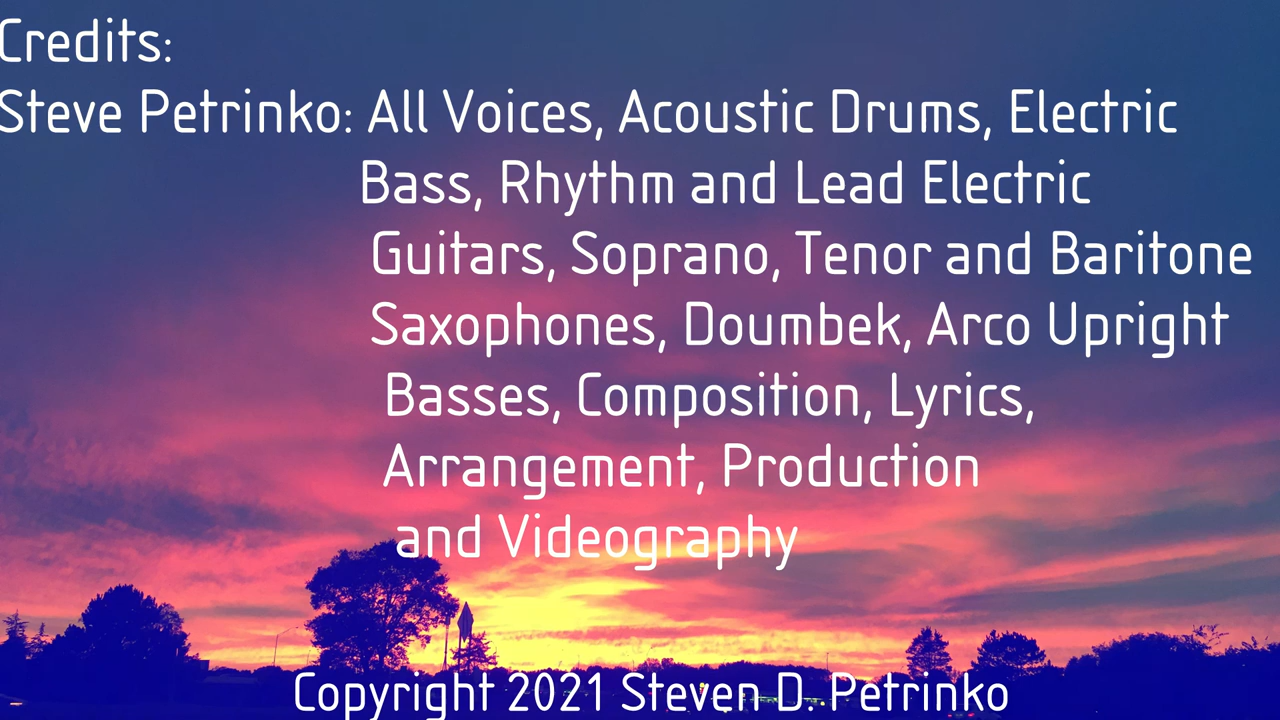 Credits:
Steve Petrinko: All Voices, Acoustic Drums, Electric
Bass, Rhythm and Lead Electric
Guitars, Soprano, Tenor and Baritone
Saxophones, Doumbek, Arco Upright
Basses, Composition, Lyrics,
Arrangement, Production
and Videography
Copyright 2021 Steven D. Petrinko